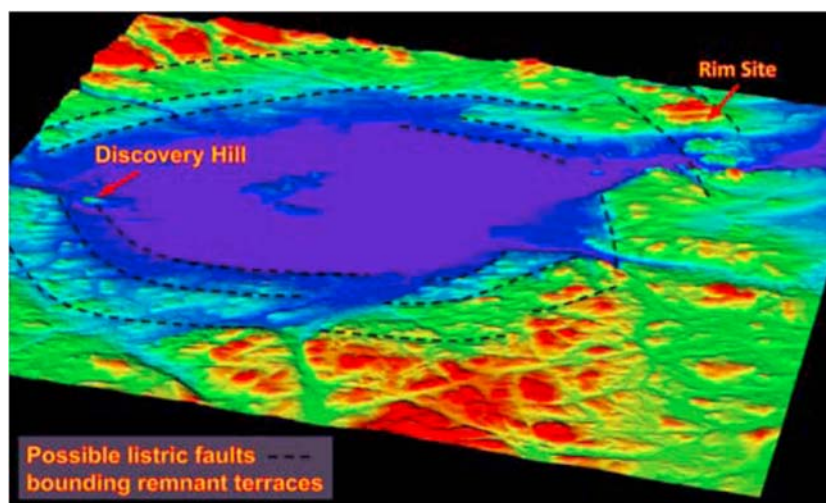 Rim Site
Discovery Hill
Possible listric faults
bounding remnant terraces